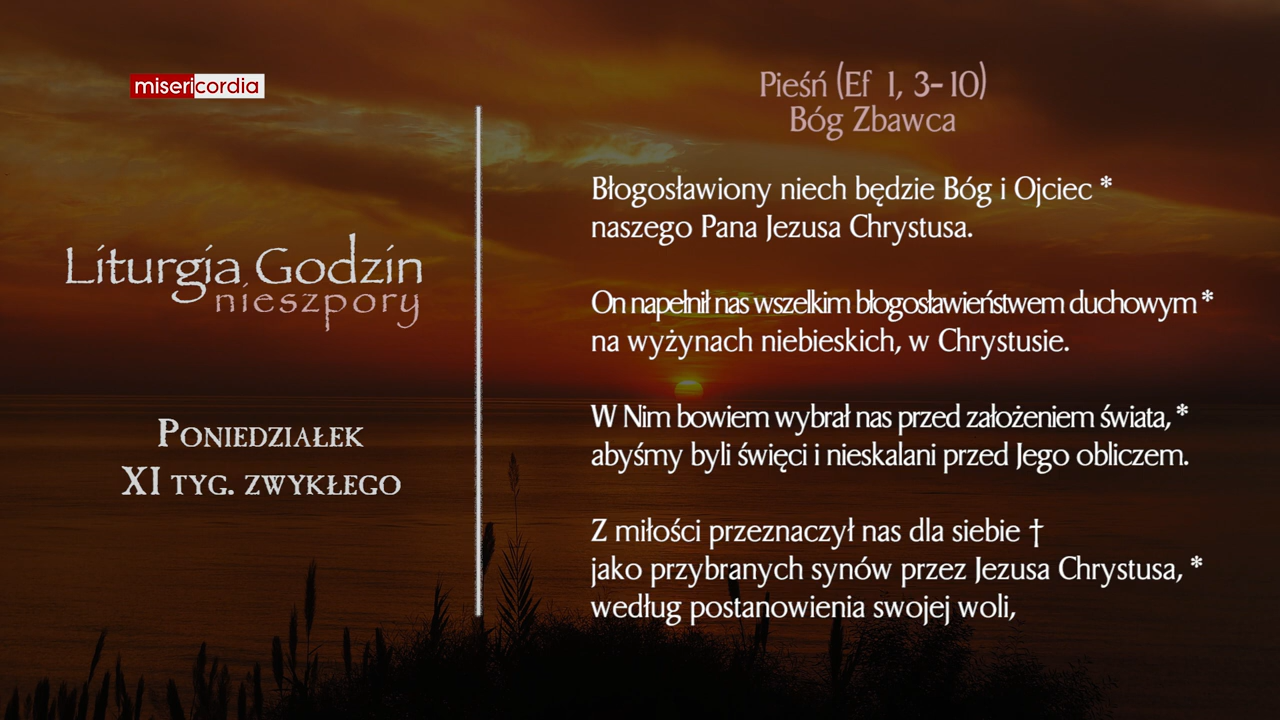 misericordia
Liturgia Godzin
nieszpory
Poniedziałek
XI tyg. zwykłego
Pieśń (Ef 1, 3-10)
Bóg Zbawca
Błogosławiony niech będzie Bóg i Ojciec *
naszego Pana Jezusa Chrystusa.
On napełnił nas wszelkim błogosławieństwem duchowym *
na wyżynach niebieskich, w Chrystusie.
W Nim bowiem wybrał nas przed założeniem świata, *
abyśmy byli święci i nieskalani przed Jego obliczem.
Z miłości przeznaczył nas dla siebie †
jako przybranych synów przez Jezusa Chrystusa, *
według postanowienia swojej woli,